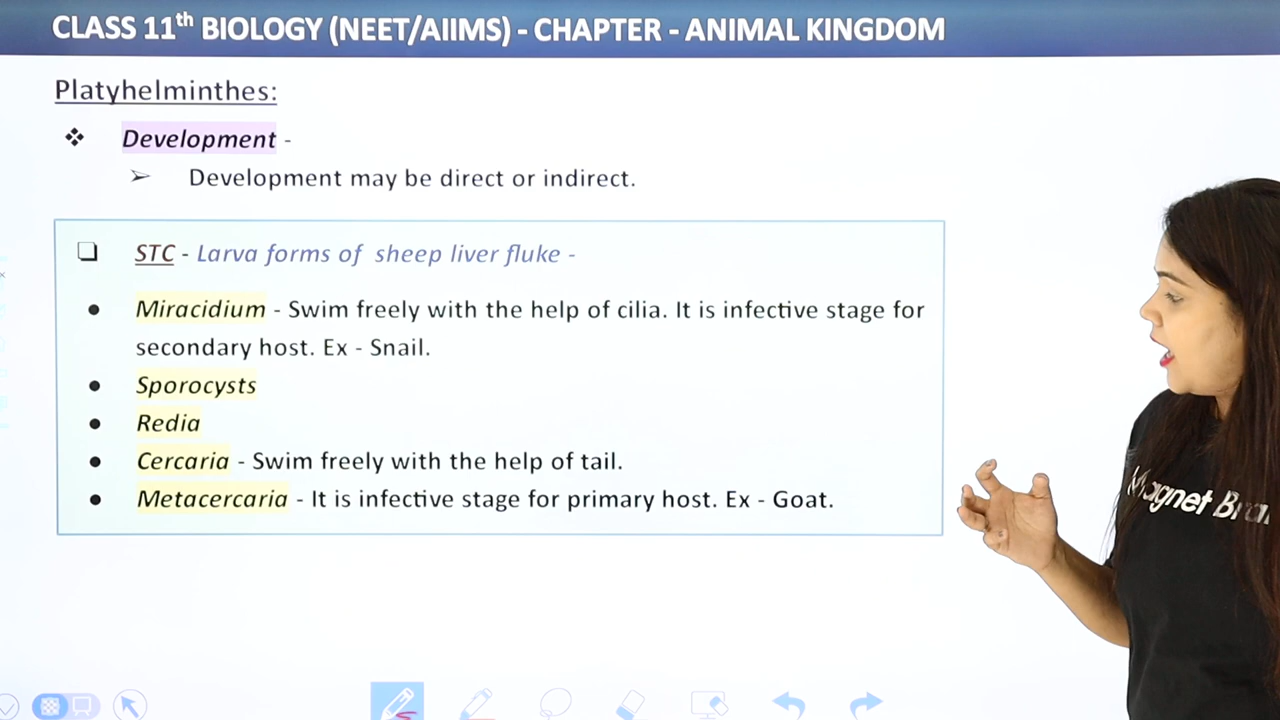 CLASS 11th BIOLOGY (NEET/AIIMS) - CHAPTER - ANIMAL KINGDOM
Platyhelminthes:
❖ Development -
➢ Development may be direct or indirect.
❑ STC - Larva forms of sheep liver fluke -
● Miracidium - Swim freely with the help of cilia. It is infective stage for
secondary host. Ex - Snail.
● Sporocysts
● Redia
● Cercaria - Swim freely with the help of tail.
● Metacercaria - It is infective stage for primary host. Ex - Goat.
Magnet Brai